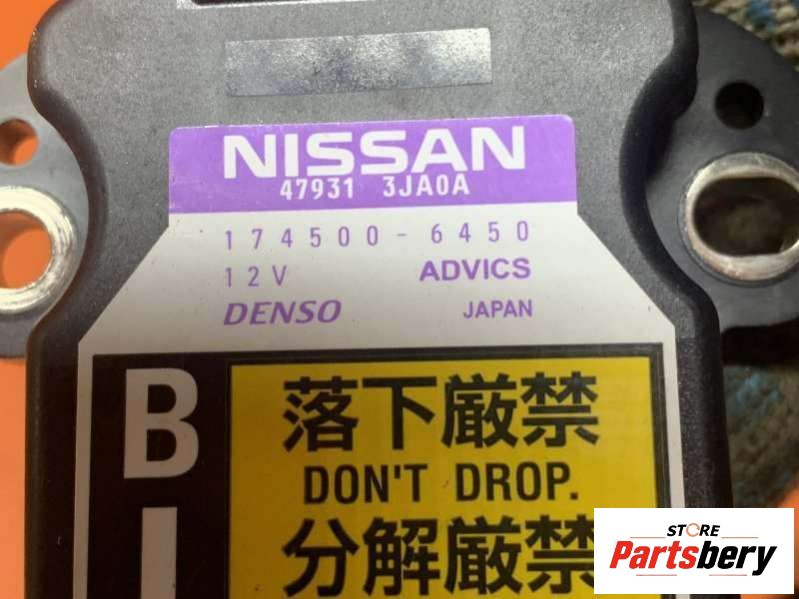 NISSAN
47931 3JA0A
174500-6450
12V ADVICS
DENSO JAPAN
B
落下厳禁
DON'T DROP.
分解厳禁
STORE
Partsbery